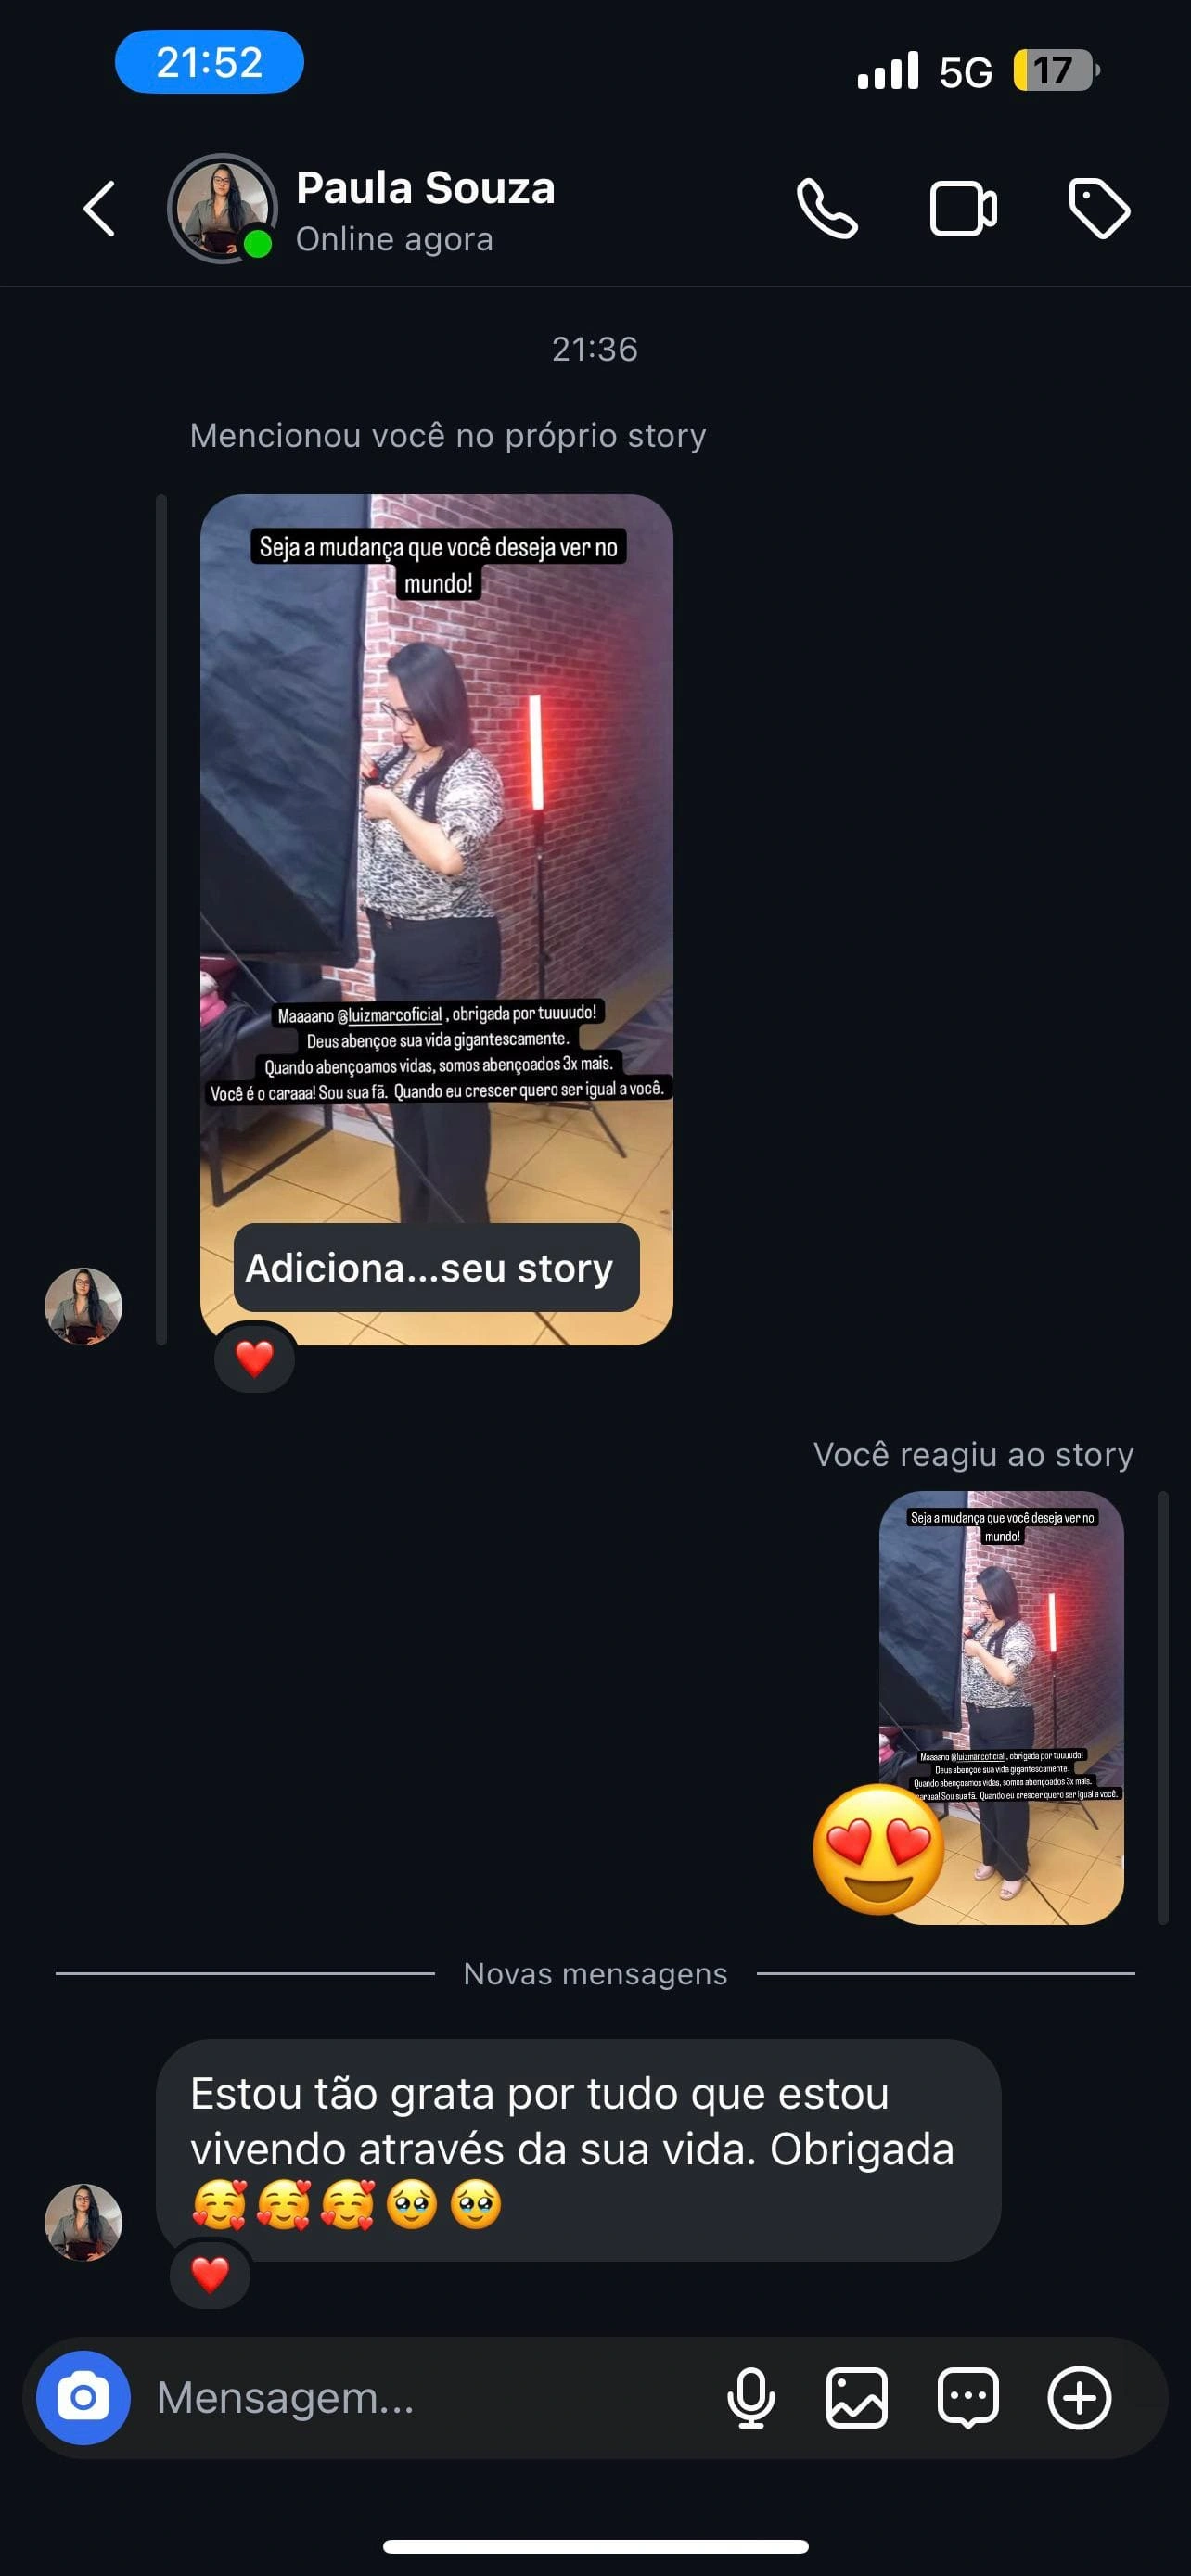 21:52
5G
17
Paula Souza
Online agora
21:36
Mencionou você no próprio story
Seja a mudança que você deseja ver no
mundo!
Maaaano @luizmarcoficial , obrigada por tuuuudo!
Deus abençoe sua vida gigantescamente.
Quando abençoamos vidas, somos abençoados 3x mais.
Você é o caraaa! Sou sua fã. Quando eu crescer quero ser igual a você.
Adiciona...seu story
Você reagiu ao story
Seja a mudança que você deseja ver no
mundo!
Maaaano @luizmarcoficial , obrigada por tuuuudo!
Deus abençoe sua vida gigantescamente.
Quando abençoamos vidas, somos abençoados 3x mais.
caraaa! Sou sua fã. Quando eu crescer quero ser igual a você.
Novas mensagens
Estou tão grata por tudo que estou
vivendo através da sua vida. Obrigada
🥰🥰🥰🥹🥹
Mensagem...